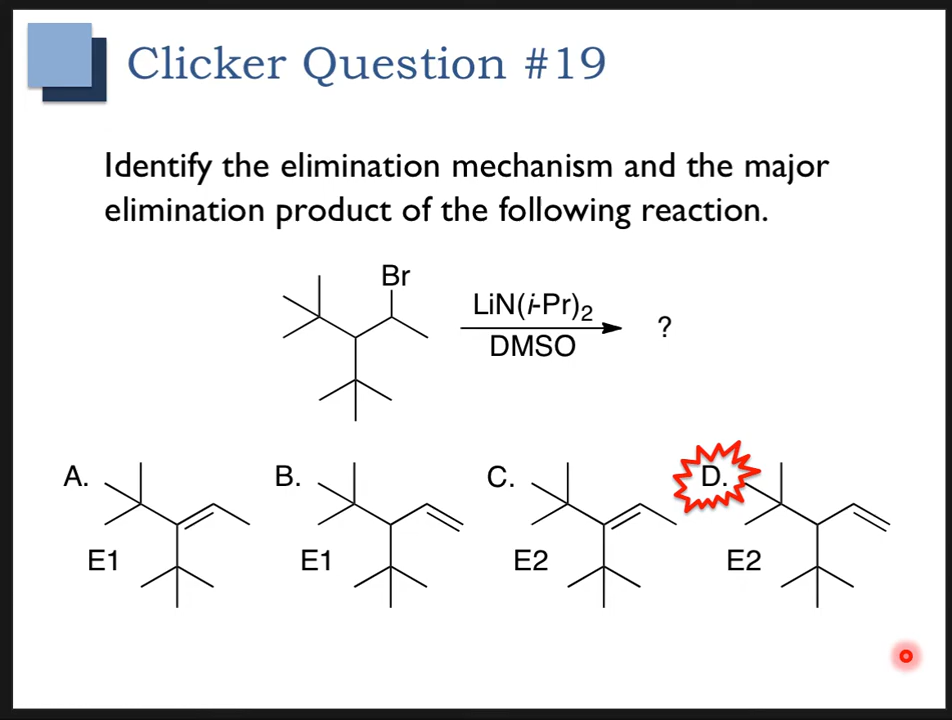 Clicker Question #19
Identify the elimination mechanism and the major
elimination product of the following reaction.
Br
LiN(i-Pr)₂
DMSO
?
A.
B.
C.
D.
E1
E1
E2
E2